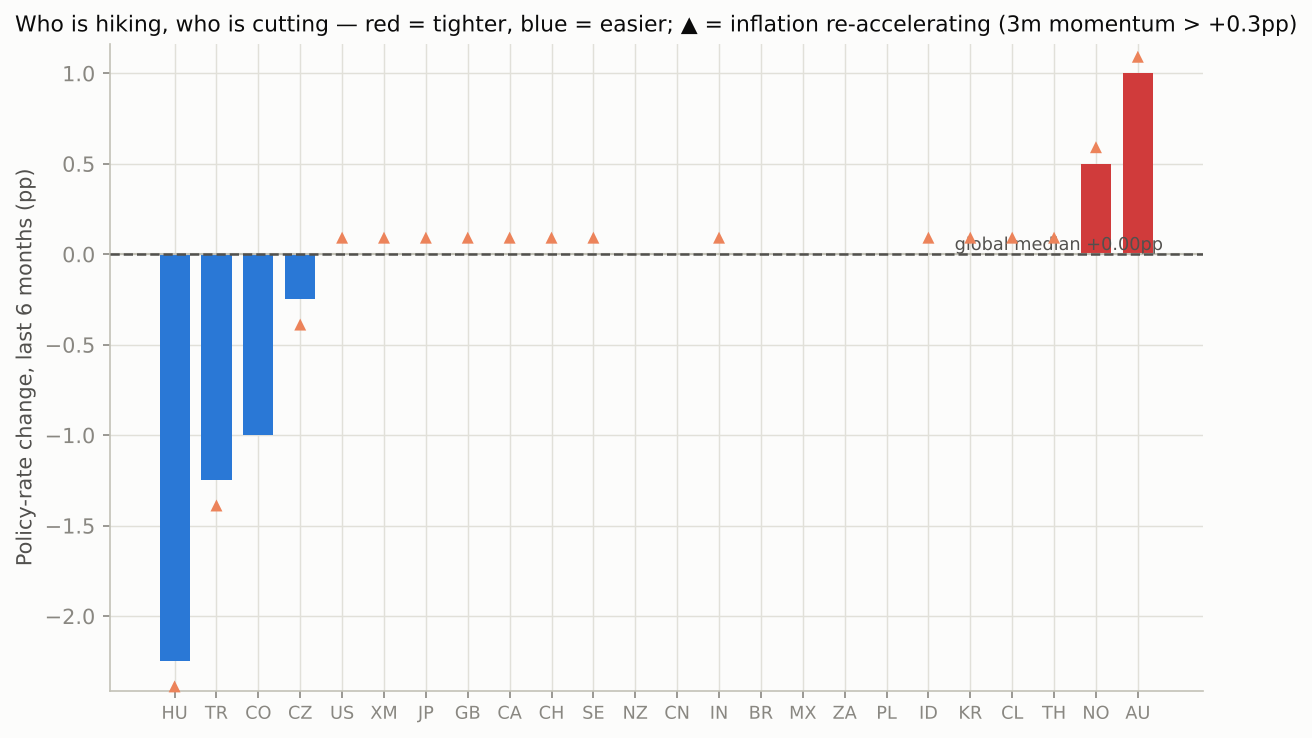 Who is hiking, who is cutting — red = tighter, blue = easier; ▲ = inflation re-accelerating (3m momentum > +0.3pp)
Policy-rate change, last 6 months (pp)
1.0
0.5
0.0
−0.5
−1.0
−1.5
−2.0
global median +0.00pp
HU TR CO CZ US XM JP GB CA CH SE NZ CN IN BR MX ZA PL ID KR CL TH NO AU